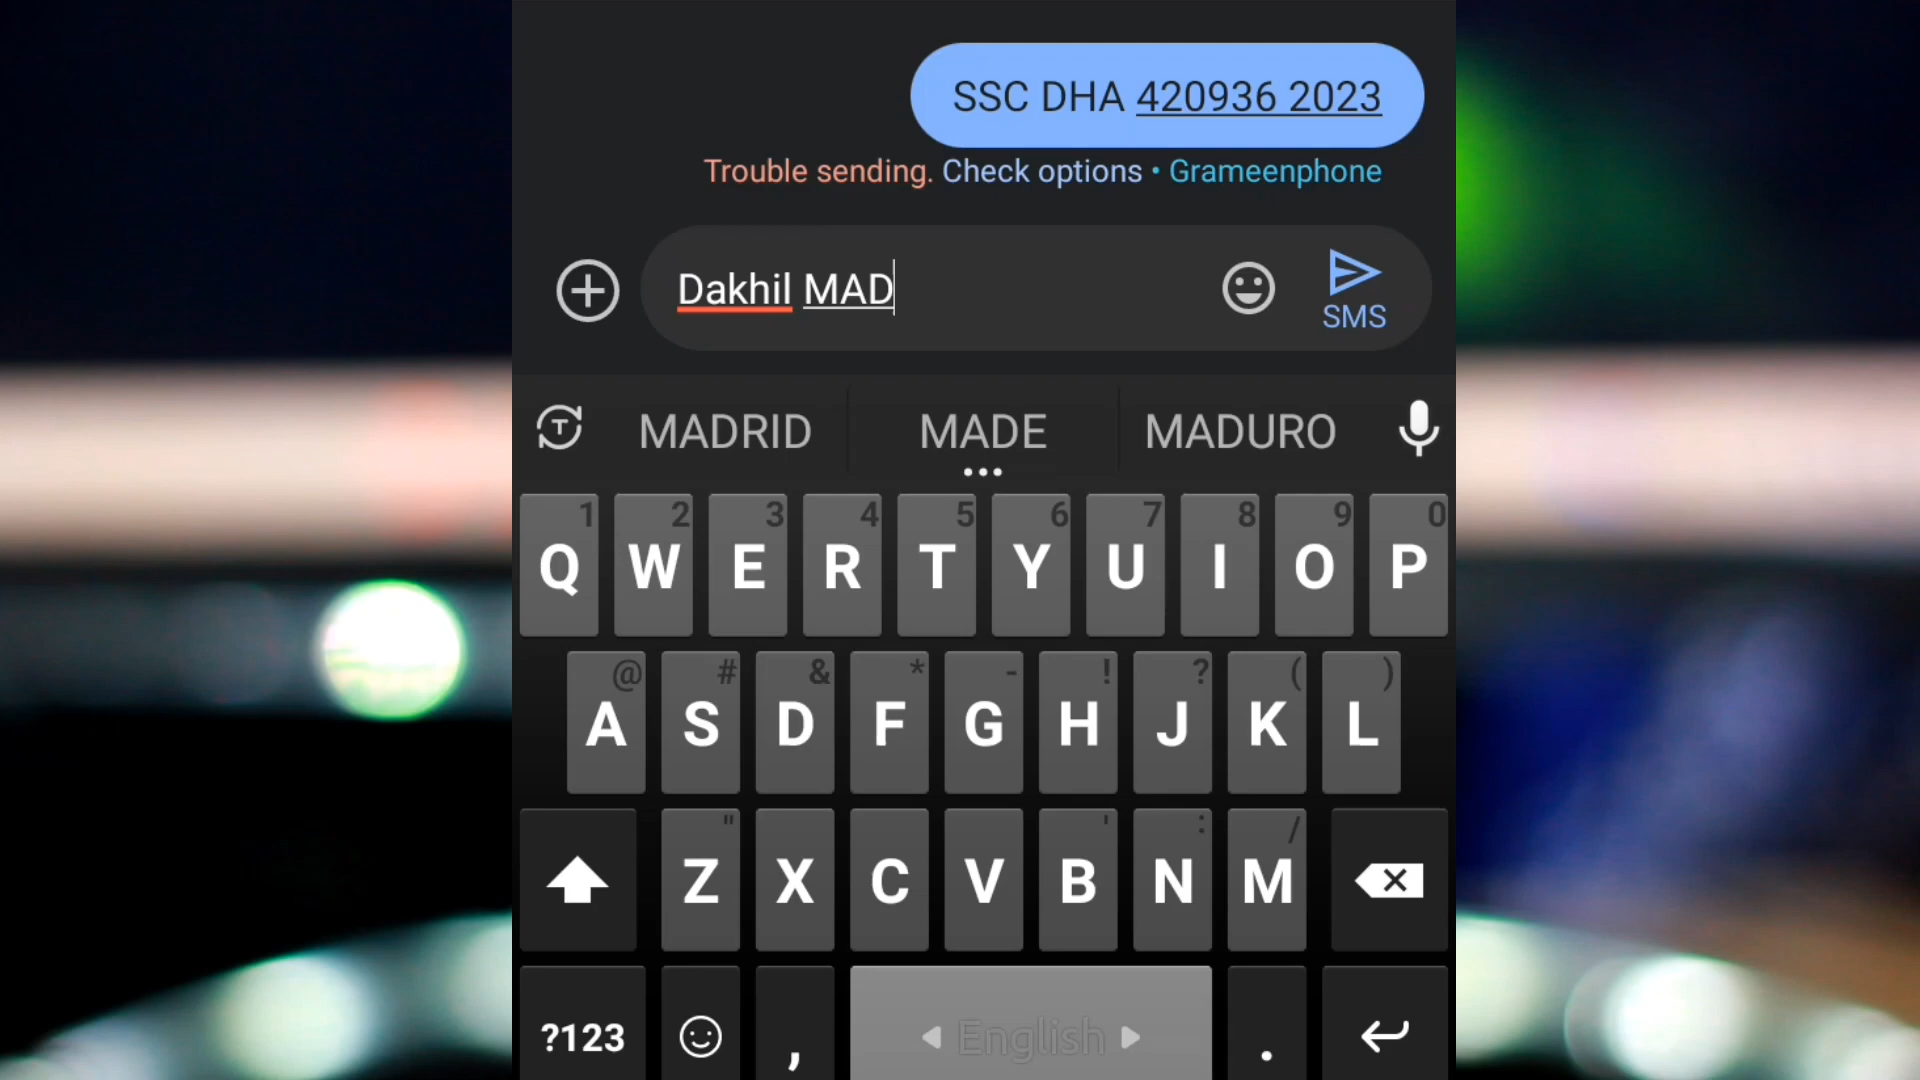 SSC DHA 420936 2023
Trouble sending. Check options • Grameenphone
Dakhil MAD
SMS
T
MADRID MADE MADURO
1 2 3 4 5 6 7 8 9 0
Q W E R T Y U I O P
@ # & * - ! ? ( )
A S D F G H J K L
" ' : /
Z X C V B N M
?123 , English .